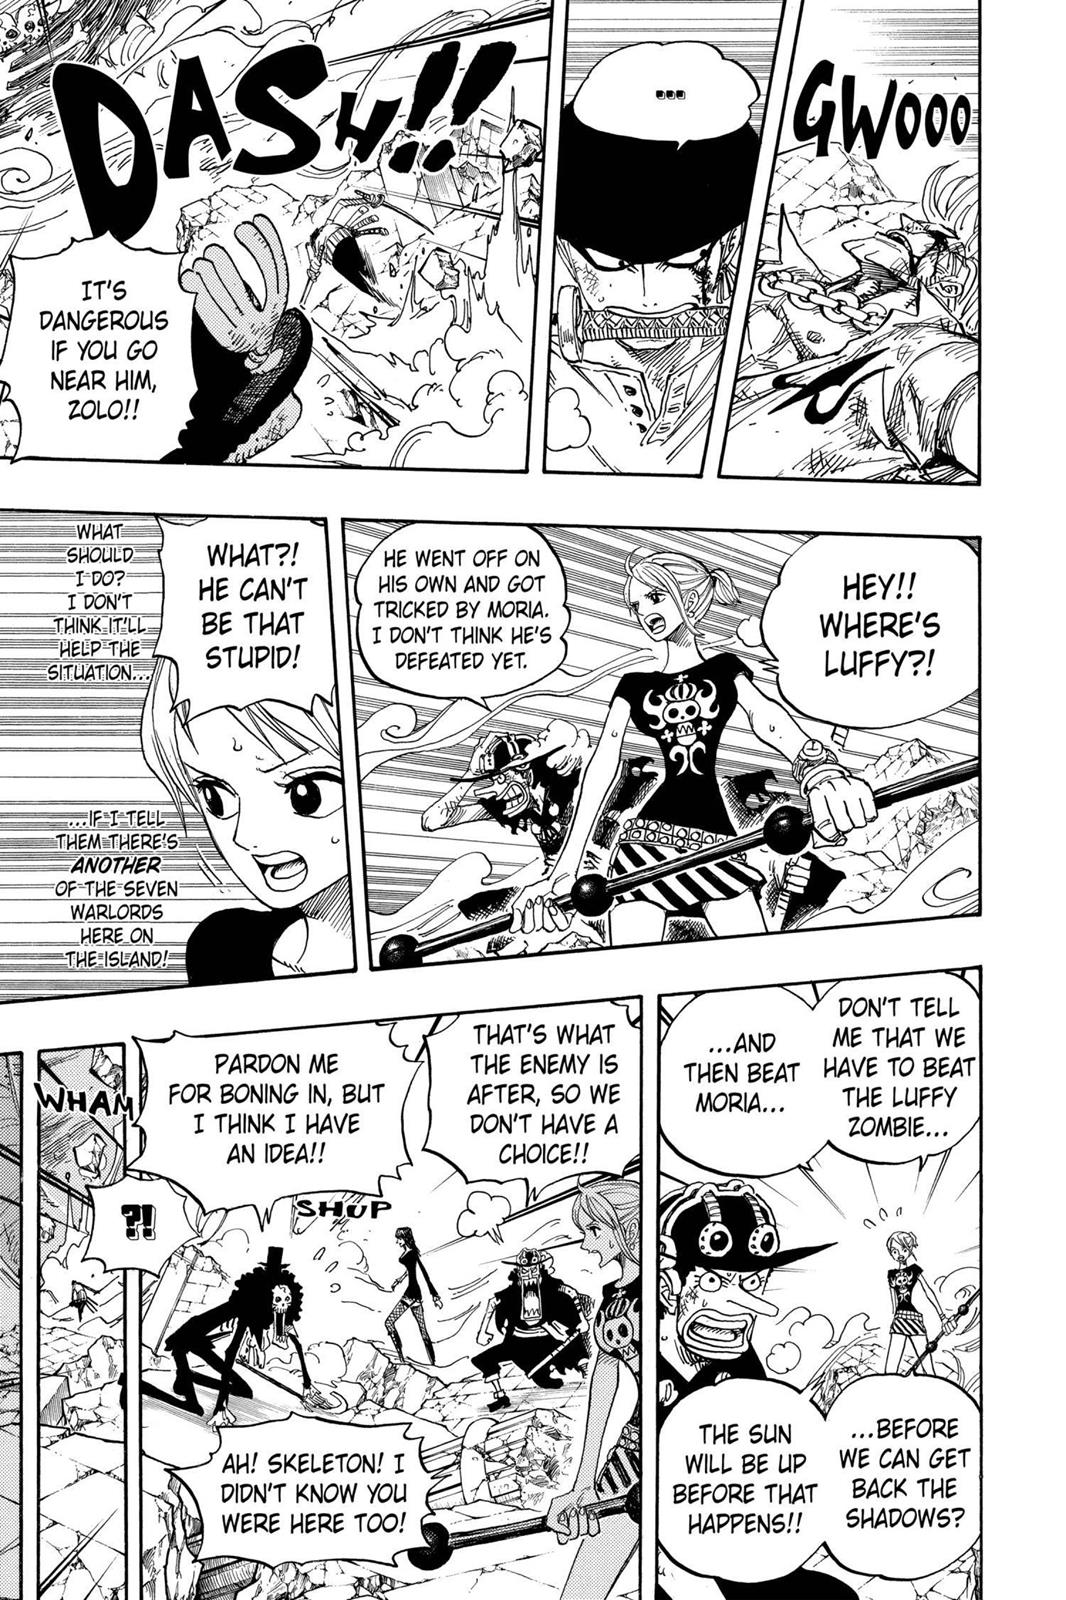 GWOOO
...
DASH!!
IT'S
DANGEROUS
IF YOU GO
NEAR HIM,
ZOLO!!
HEY!!
WHERE'S
LUFFY?!
HE WENT OFF ON
HIS OWN AND GOT
TRICKED BY MORIA.
I DON'T THINK HE'S
DEFEATED YET.
WHAT?!
HE CAN'T
BE THAT
STUPID!
WHAT
SHOULD
I DO?
I DON'T
THINK IT'LL
HELP THE
SITUATION...
...IF I TELL
THEM THERE'S
ANOTHER
OF THE SEVEN
WARLORDS
HERE ON
THE ISLAND!
DON'T TELL
ME THAT WE
HAVE TO BEAT
THE LUFFY
ZOMBIE...
...AND
THEN BEAT
MORIA...
...BEFORE
WE CAN GET
BACK THE
SHADOWS?
THE SUN
WILL BE UP
BEFORE THAT
HAPPENS!!
THAT'S WHAT
THE ENEMY IS
AFTER, SO WE
DON'T HAVE A
CHOICE!!
PARDON ME
FOR BONING IN, BUT
I THINK I HAVE
AN IDEA!!
SHUP
?!
AH! SKELETON! I
DIDN'T KNOW YOU
WERE HERE TOO!
WHAM